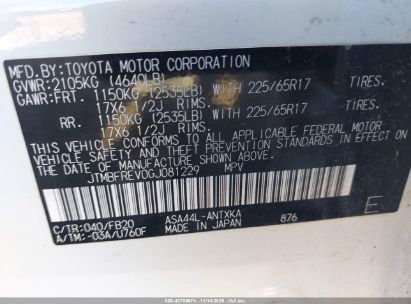 MFD. BY: TOYOTA MOTOR CORPORATION
GVWR: 2105KG (4640LB)
GAWR: FRT. 1150KG (2535LB) WITH 225/65R17 TIRES.
17X6 1/2J RIMS.
RR. 1150KG (2535LB) WITH 225/65R17 TIRES.
17X6 1/2J RIMS.
THIS VEHICLE CONFORMS TO ALL APPLICABLE FEDERAL MOTOR
VEHICLE SAFETY, BUMPER, AND THEFT PREVENTION STANDARDS IN EFFECT ON
THE DATE OF MANUFACTURE SHOWN ABOVE.
JTMBFREV0GJ081229 MPV
E
C/TR:040/FB20 ASA44L-ANTXKA 876
A/TM:-03A/U760F MADE IN JAPAN